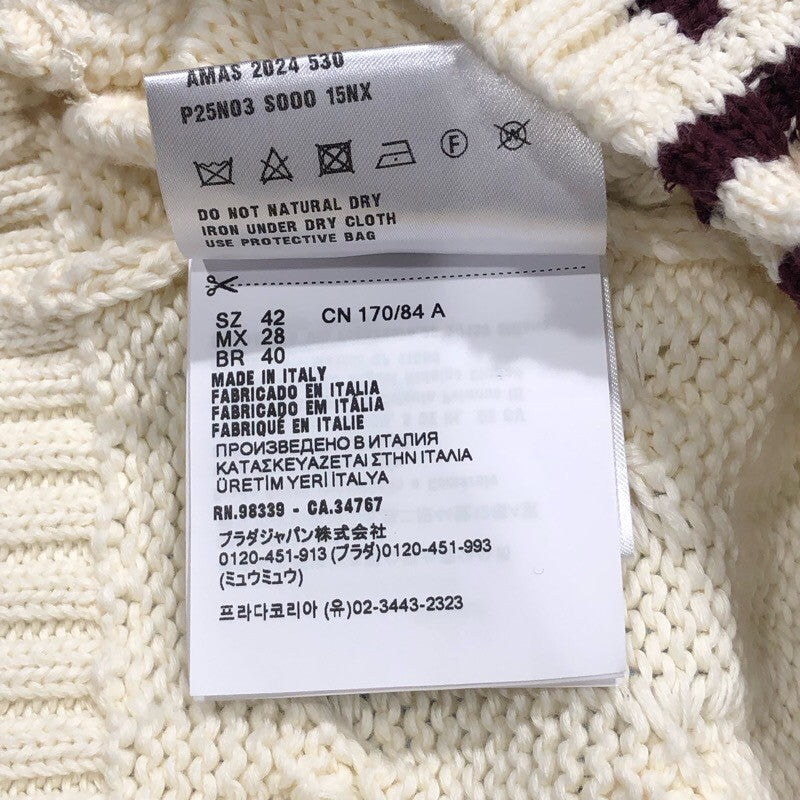 AMAS 2024 530
P25N03 S000 15NX
F
W
DO NOT NATURAL DRY
IRON UNDER DRY CLOTH
USE PROTECTIVE BAG
SZ 42 CN 170/84 A
MX 28
BR 40
MADE IN ITALY
FABRICADO EN ITALIA
FABRICADO EM ITÁLIA
FABRIQUÉ EN ITALIE
ПРОИЗВЕДЕНО В ИТАЛИЯ
ΚΑΤΑΣΚΕΥΑΖΕΤΑΙ ΣΤΗΝ ΙΤΑΛΙΑ
ÜRETİM YERİ İTALYA
RN.98339 - CA.34767
プラダジャパン株式会社
0120-451-913 (プラダ)0120-451-993
(ミュウミュウ)
프라다코리아 (유)02-3443-2323